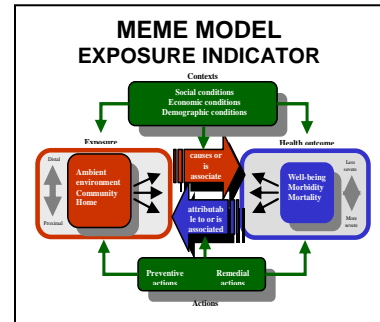 MEME MODEL
EXPOSURE INDICATOR
Contexts
Social conditions
Economic conditions
Demographic conditions
Exposure
Health outcome
Distal
Proximal
Ambient
environment
Community
Home
causes or
is
associate
attributab
le to or is
associated
Well-being
Morbidity
Mortality
Less
severe
More
severe
Preventive
actions
Remedial
actions
Actions